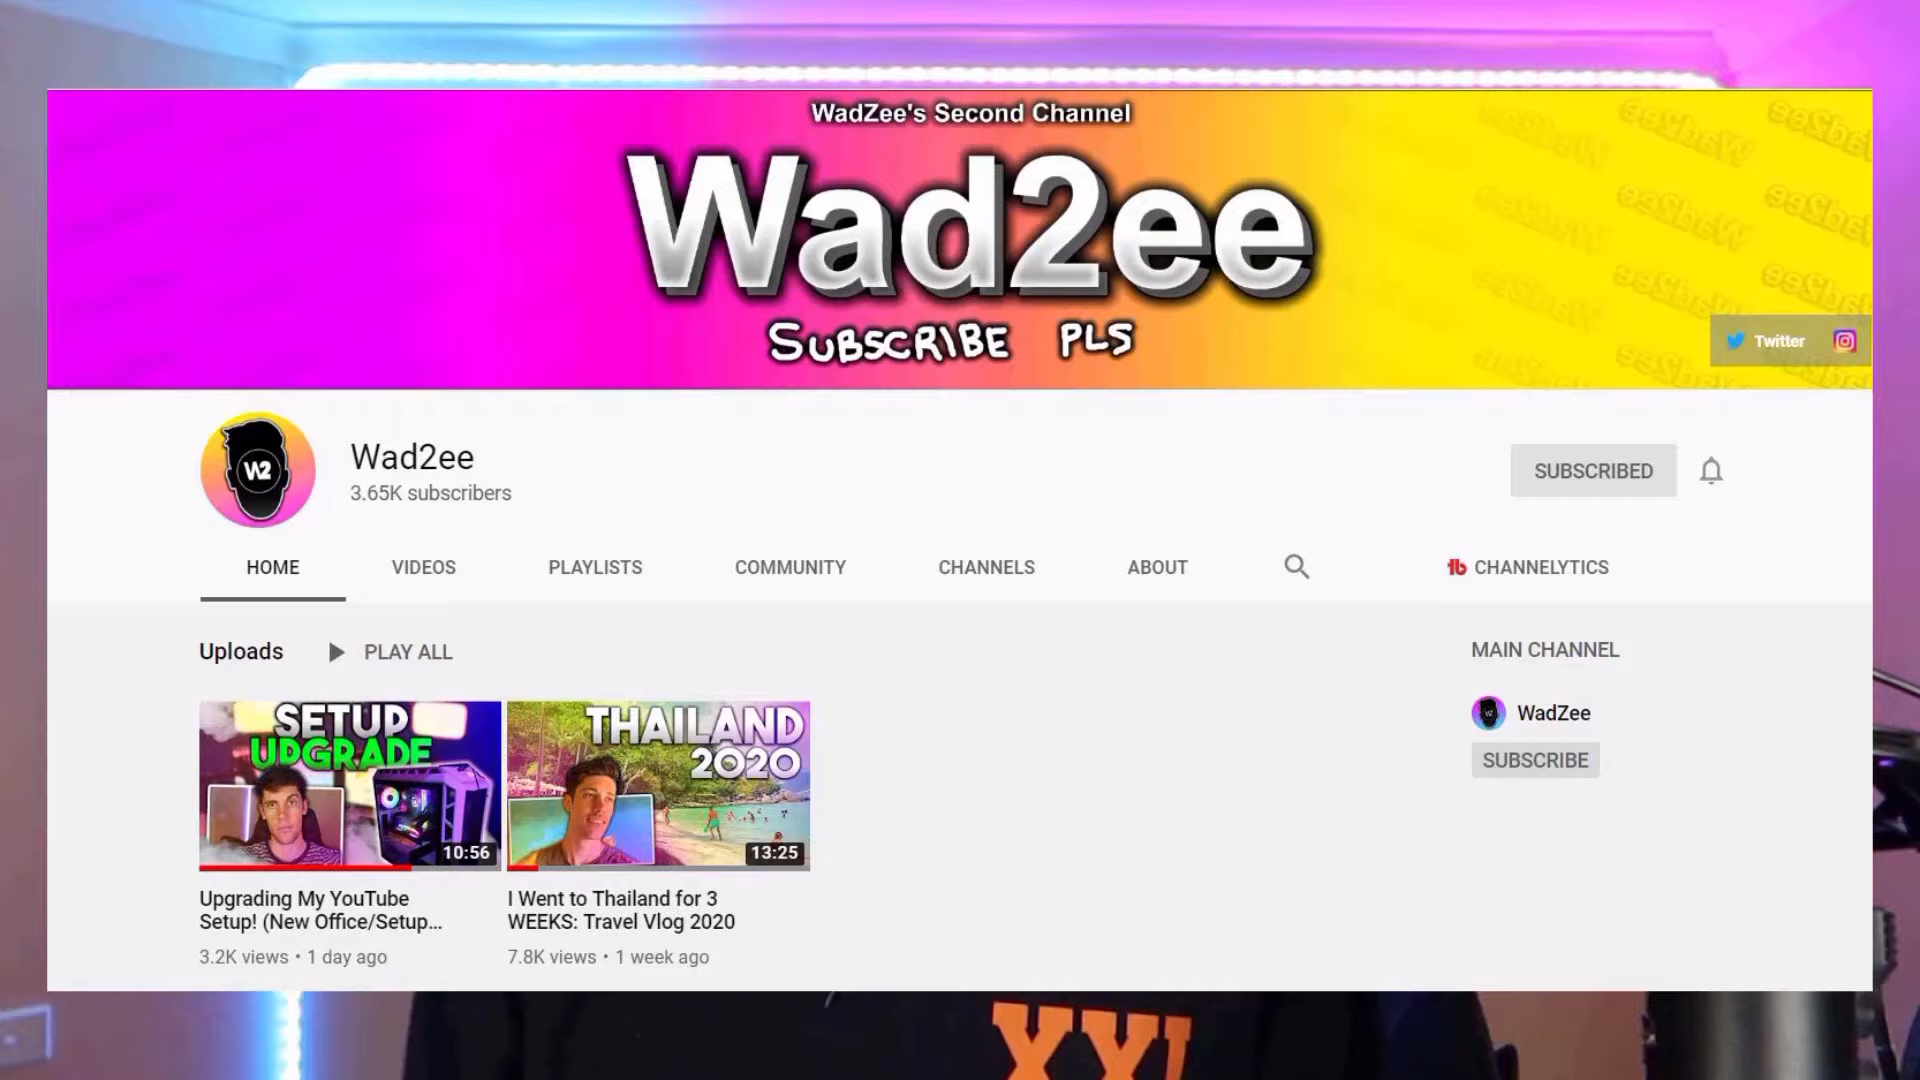 WadZee's Second Channel
Wad2ee
SUBSCRIBE PLS
Twitter
W2
Wad2ee
3.65K subscribers
SUBSCRIBED
HOME VIDEOS PLAYLISTS COMMUNITY CHANNELS ABOUT CHANNELYTICS
Uploads PLAY ALL
MAIN CHANNEL
WadZee
SUBSCRIBE
SETUP
UPGRADE
10:56
THAILAND
2020
13:25
Upgrading My YouTube
Setup! (New Office/Setup...
3.2K views • 1 day ago
I Went to Thailand for 3
WEEKS: Travel Vlog 2020
7.8K views • 1 week ago